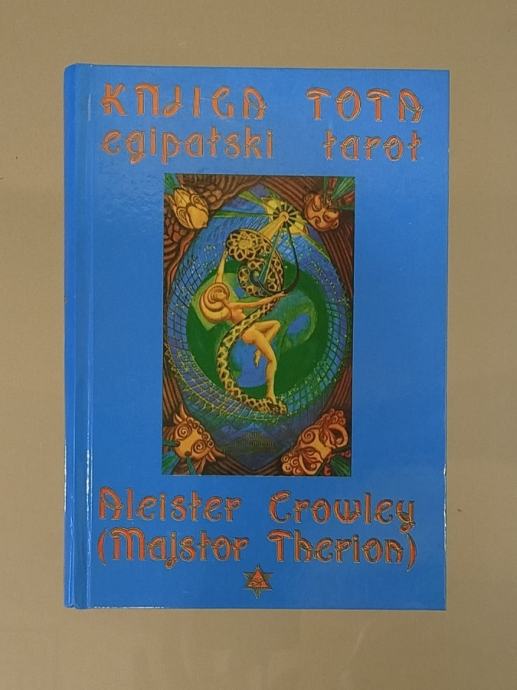 KNJIGA TOTA
egipatski tarot
Aleister Crowley
(Majstor Therion)